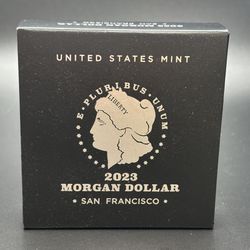 UNITED STATES MINT
E · PLURIBUS · UNUM
LIBERTY
2023
MORGAN DOLLAR
• SAN FRANCISCO •